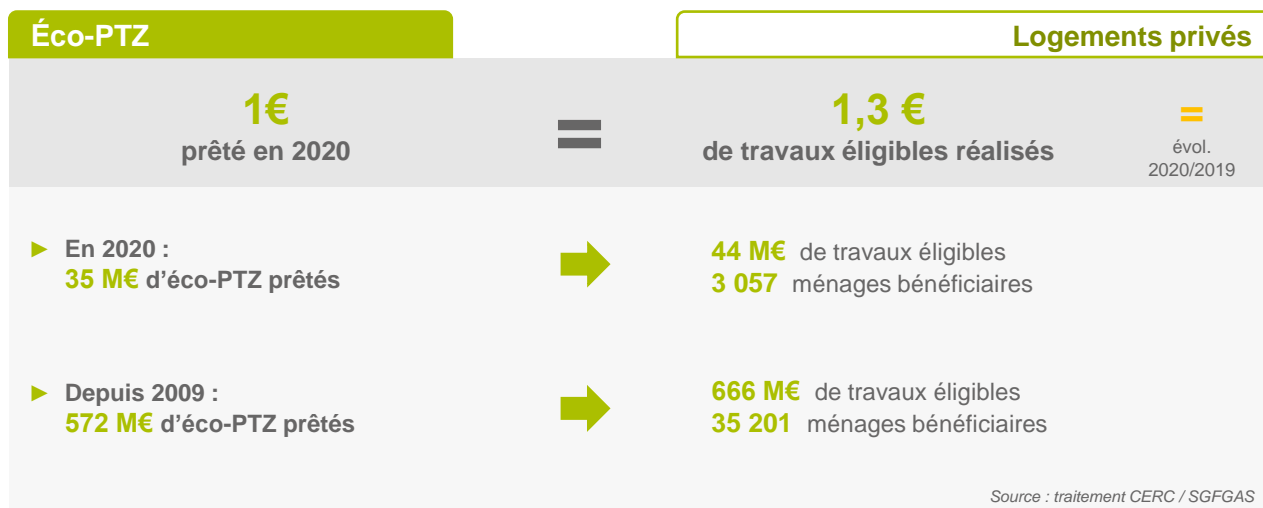 Éco-PTZ
Logements privés
1€
prêté en 2020
=
1,3 €
de travaux éligibles réalisés
=
évol.
2020/2019
► En 2020 :
35 M€ d’éco-PTZ prêtés
44 M€ de travaux éligibles
3 057 ménages bénéficiaires
► Depuis 2009 :
572 M€ d’éco-PTZ prêtés
666 M€ de travaux éligibles
35 201 ménages bénéficiaires
Source : traitement CERC / SGFGAS